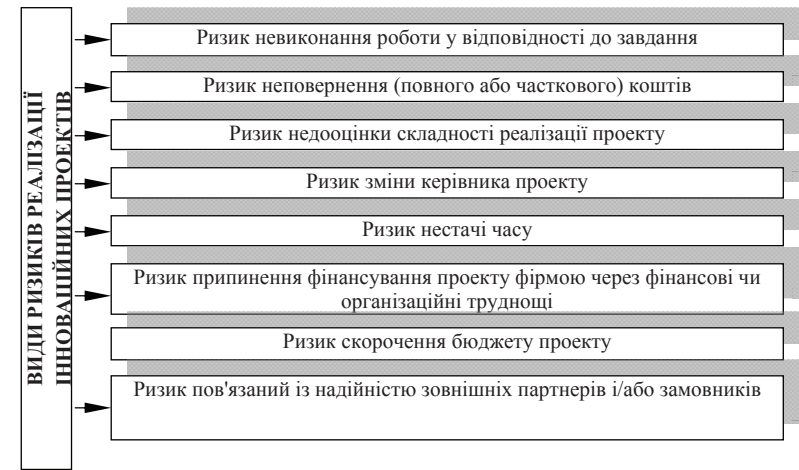 ВИДИ РИЗИКІВ РЕАЛІЗАЦІЇ
ІННОВАЦІЙНИХ ПРОЕКТІВ
Ризик невиконання роботи у відповідності до завдання
Ризик неповернення (повного або часткового) коштів
Ризик недооцінки складності реалізації проекту
Ризик зміни керівника проекту
Ризик нестачі часу
Ризик припинення фінансування проекту фірмою через фінансові чи
організаційні труднощі
Ризик скорочення бюджету проекту
Ризик пов'язаний із надійністю зовнішніх партнерів і/або замовників